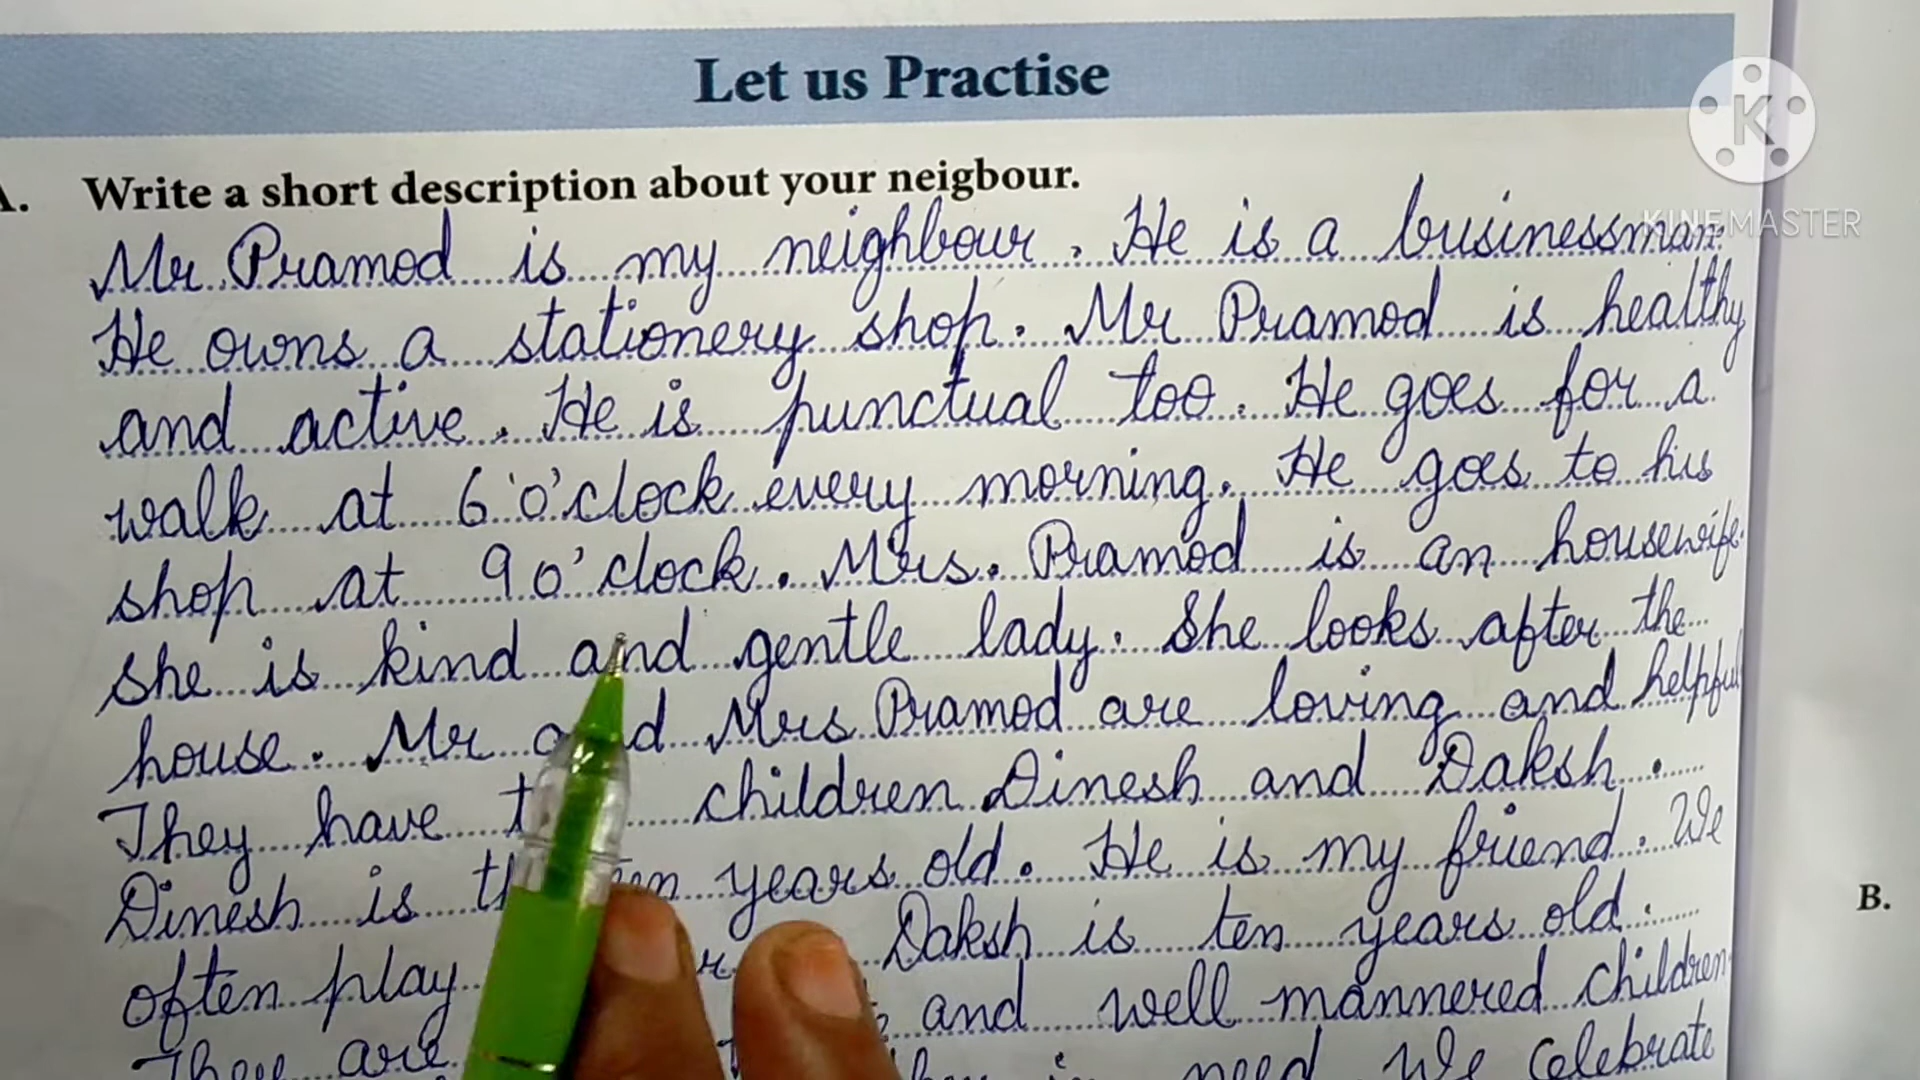 Let us Practise
KINEMASTER
A. Write a short description about your neigbour.
Mr Pramod is my neighbour. He is a businessman.
He owns a stationery shop. Mr Pramod is healthy
and active. He is punctual too. He goes for a
walk at 6 o'clock every morning. He goes to his
shop at 9 o'clock. Mrs. Pramod is an housewife.
She is kind and gentle lady. She looks after the
house. Mr and Mrs Pramod are loving and helpful
They have children Dinesh and Daksh.
Dinesh is years old. He is my friend. We
often play Daksh is ten years old.
They are and well mannered children
in need. We celebrate
B.